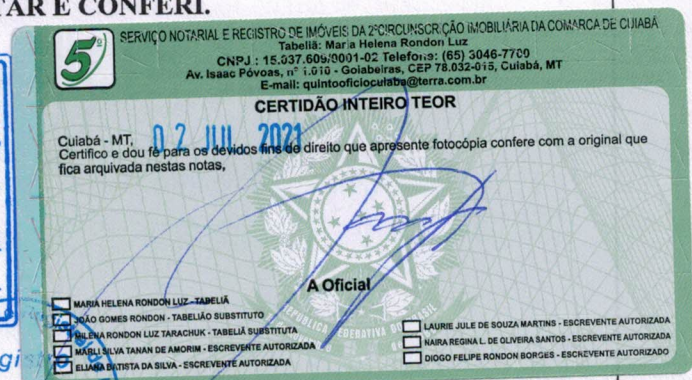 TAR E CONFERI.
5º
SERVIÇO NOTARIAL E REGISTRO DE IMÓVEIS DA 2ªCIRCUNSCRIÇÃO IMOBILIÁRIA DA COMARCA DE CUIABÁ
Tabeliã: Maria Helena Rondon Luz
CNPJ : 15.037.609/0001-02 Telefone: (65) 3046-7700
Av. Isaac Póvoas, nº 1.010 - Goiabeiras, CEP 78.032-015, Cuiabá, MT
E-mail: quintooficiocuiaba@terra.com.br
CERTIDÃO INTEIRO TEOR
Cuiabá - MT, 02 JUL 2021
Certifico e dou fé para os devidos fins de direito que apresente fotocópia confere com a original que
fica arquivada nestas notas,
A Oficial
MARIA HELENA RONDON LUZ - TABELIÃ
JOÃO GOMES RONDON - TABELIÃO SUBSTITUTO
MILENA RONDON LUZ TARACHUK - TABELIÃ SUBSTITUTA
MARLI SILVA TANAN DE AMORIM - ESCREVENTE AUTORIZADA
ELIANA BATISTA DA SILVA - ESCREVENTE AUTORIZADA
LAURIE JULE DE SOUZA MARTINS - ESCREVENTE AUTORIZADA
NAIRA REGINA L. DE OLIVEIRA SANTOS - ESCREVENTE AUTORIZADA
DIOGO FELIPE RONDON BORGES - ESCREVENTE AUTORIZADO